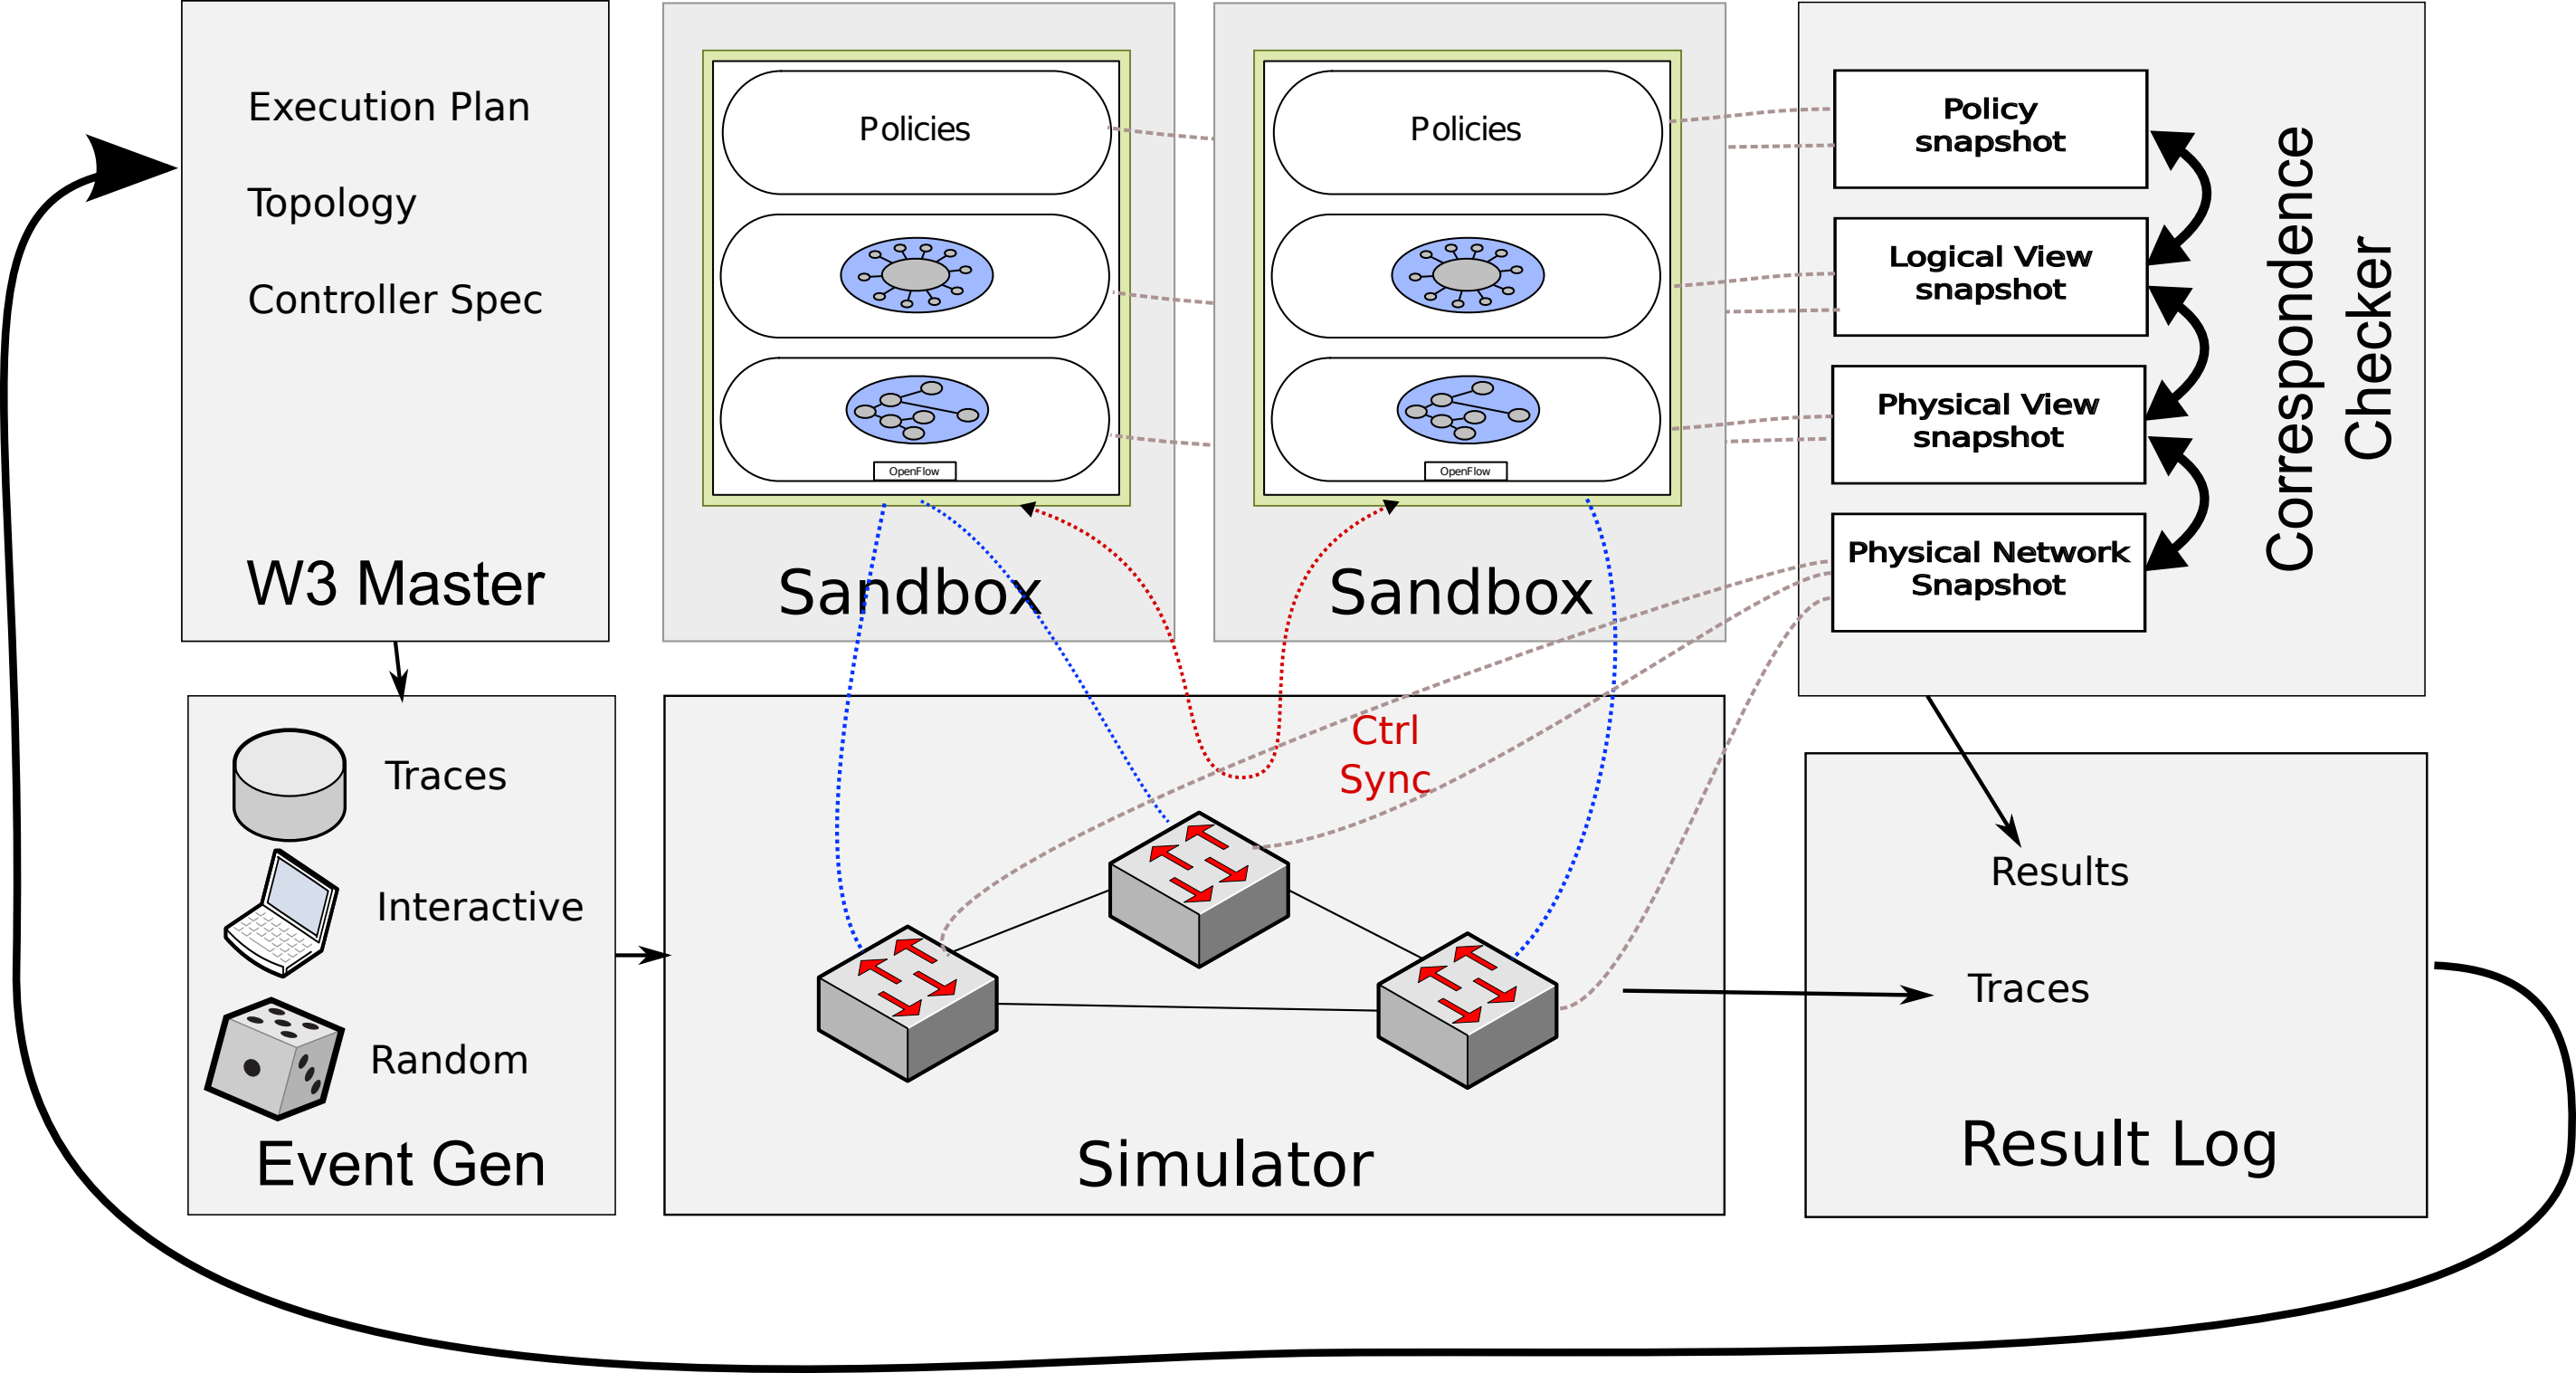 Execution Plan
Topology
Controller Spec
W3 Master
Policies
OpenFlow
Sandbox
Policies
OpenFlow
Sandbox
Policy
snapshot
Logical View
snapshot
Physical View
snapshot
Physical Network
Snapshot
Correspondence
Checker
Traces
Interactive
Random
Event Gen
Ctrl
Sync
Simulator
Results
Traces
Result Log